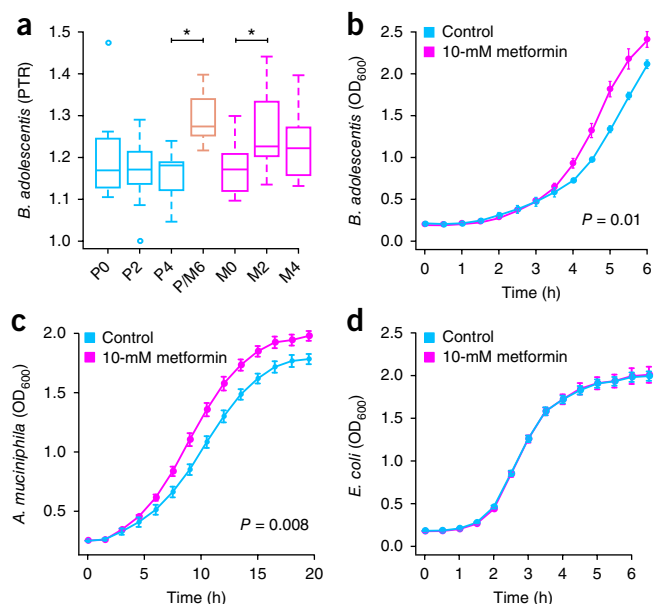 a
B. adolescentis (PTR)
1.5
1.4
1.3
1.2
1.1
1.0
* *
P0 P2 P4 P/M6 M0 M2 M4
b
Control
10-mM metformin
B. adolescentis (OD600)
2.5
2.0
1.5
1.0
0.5
0.0
P = 0.01
0 1 2 3 4 5 6
Time (h)
c
Control
10-mM metformin
A. muciniphila (OD600)
2.0
1.5
1.0
0.5
P = 0.008
0 5 10 15 20
Time (h)
d
Control
10-mM metformin
E. coli (OD600)
2.5
2.0
1.5
1.0
0.5
0.0
0 1 2 3 4 5 6
Time (h)